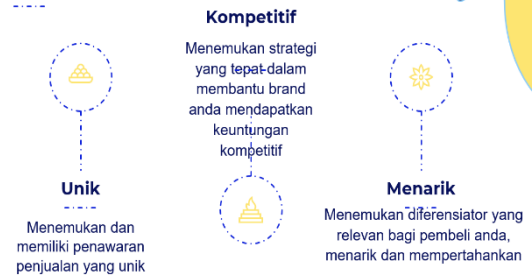 Kompetitif
Menemukan strategi
yang tepat dalam
membantu brand
anda mendapatkan
keuntungan
kompetitif
Unik
Menemukan dan
memiliki penawaran
penjualan yang unik
Menarik
Menemukan diferensiator yang
relevan bagi pembeli anda,
menarik dan mempertahankan